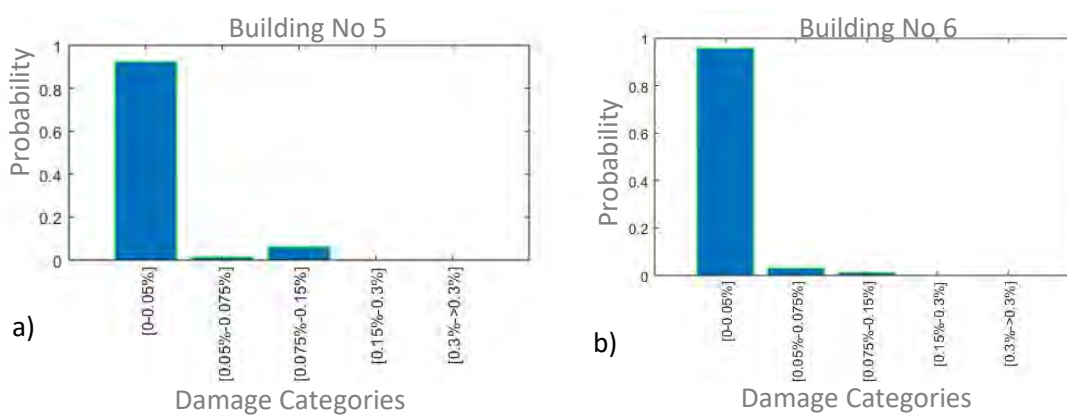 Building No 5
Probability
1
0.8
0.6
0.4
0.2
0
[0-0.05%]
[0.05%-0.075%]
[0.075%-0.15%]
[0.15%-0.3%]
[0.3%->0.3%]
a)
Damage Categories
Building No 6
Probability
1
0.8
0.6
0.4
0.2
0
[0-0.05%]
[0.05%-0.075%]
[0.075%-0.15%]
[0.15%-0.3%]
[0.3%->0.3%]
b)
Damage Categories